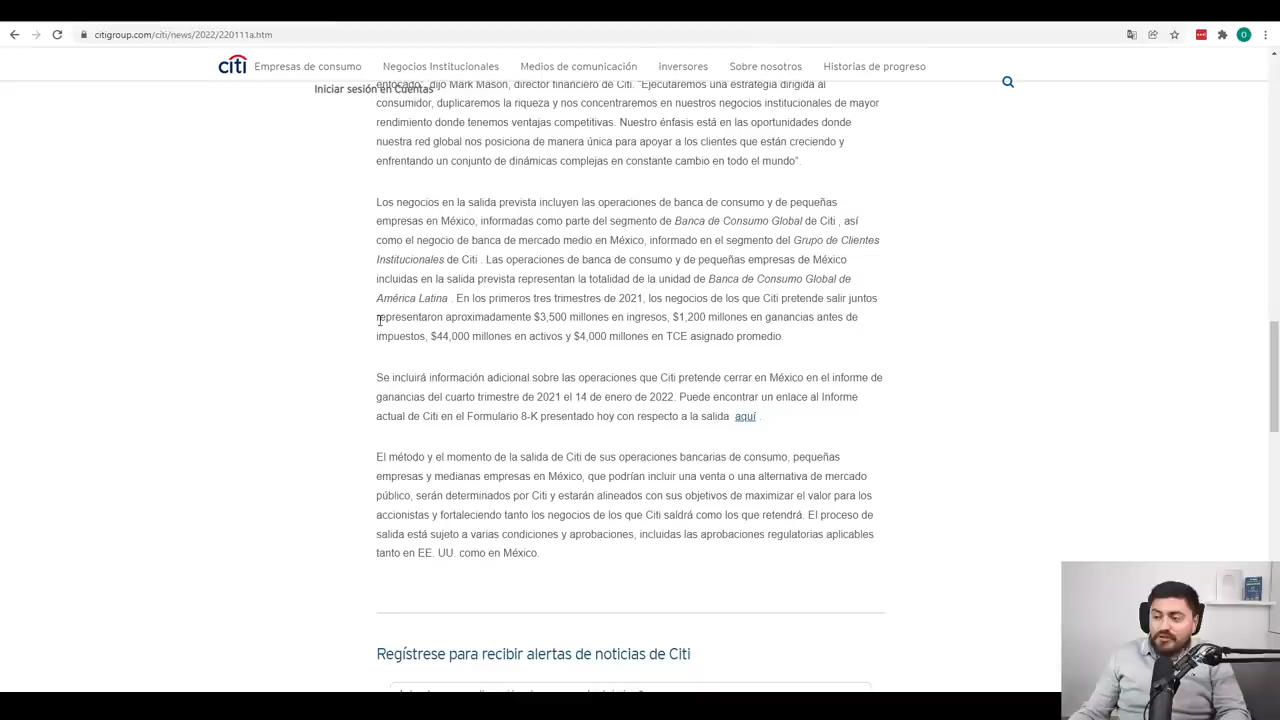 citigroup.com/citi/news/2022/220111a.htm
O
citi
Empresas de consumo Negocios Institucionales Medios de comunicación inversores Sobre nosotros Historias de progreso
Iniciar sesión en Cuentas
enfocado”, dijo Mark Mason, director financiero de Citi. “Ejecutaremos una estrategia dirigida al
consumidor, duplicaremos la riqueza y nos concentraremos en nuestros negocios institucionales de mayor
rendimiento donde tenemos ventajas competitivas. Nuestro énfasis está en las oportunidades donde
nuestra red global nos posiciona de manera única para apoyar a los clientes que están creciendo y
enfrentando un conjunto de dinámicas complejas en constante cambio en todo el mundo”.
Los negocios en la salida prevista incluyen las operaciones de banca de consumo y de pequeñas
empresas en México, informadas como parte del segmento de Banca de Consumo Global de Citi , así
como el negocio de banca de mercado medio en México, informado en el segmento del Grupo de Clientes
Institucionales de Citi . Las operaciones de banca de consumo y de pequeñas empresas de México
incluidas en la salida prevista representan la totalidad de la unidad de Banca de Consumo Global de
América Latina . En los primeros tres trimestres de 2021, los negocios de los que Citi pretende salir juntos
representaron aproximadamente $3,500 millones en ingresos, $1,200 millones en ganancias antes de
impuestos, $44,000 millones en activos y $4,000 millones en TCE asignado promedio.
Se incluirá información adicional sobre las operaciones que Citi pretende cerrar en México en el informe de
ganancias del cuarto trimestre de 2021 el 14 de enero de 2022. Puede encontrar un enlace al Informe
actual de Citi en el Formulario 8-K presentado hoy con respecto a la salida aquí .
El método y el momento de la salida de Citi de sus operaciones bancarias de consumo, pequeñas
empresas y medianas empresas en México, que podrían incluir una venta o una alternativa de mercado
público, serán determinados por Citi y estarán alineados con sus objetivos de maximizar el valor para los
accionistas y fortaleciendo tanto los negocios de los que Citi saldrá como los que retendrá. El proceso de
salida está sujeto a varias condiciones y aprobaciones, incluidas las aprobaciones regulatorias aplicables
tanto en EE. UU. como en México.
Regístrese para recibir alertas de noticias de Citi